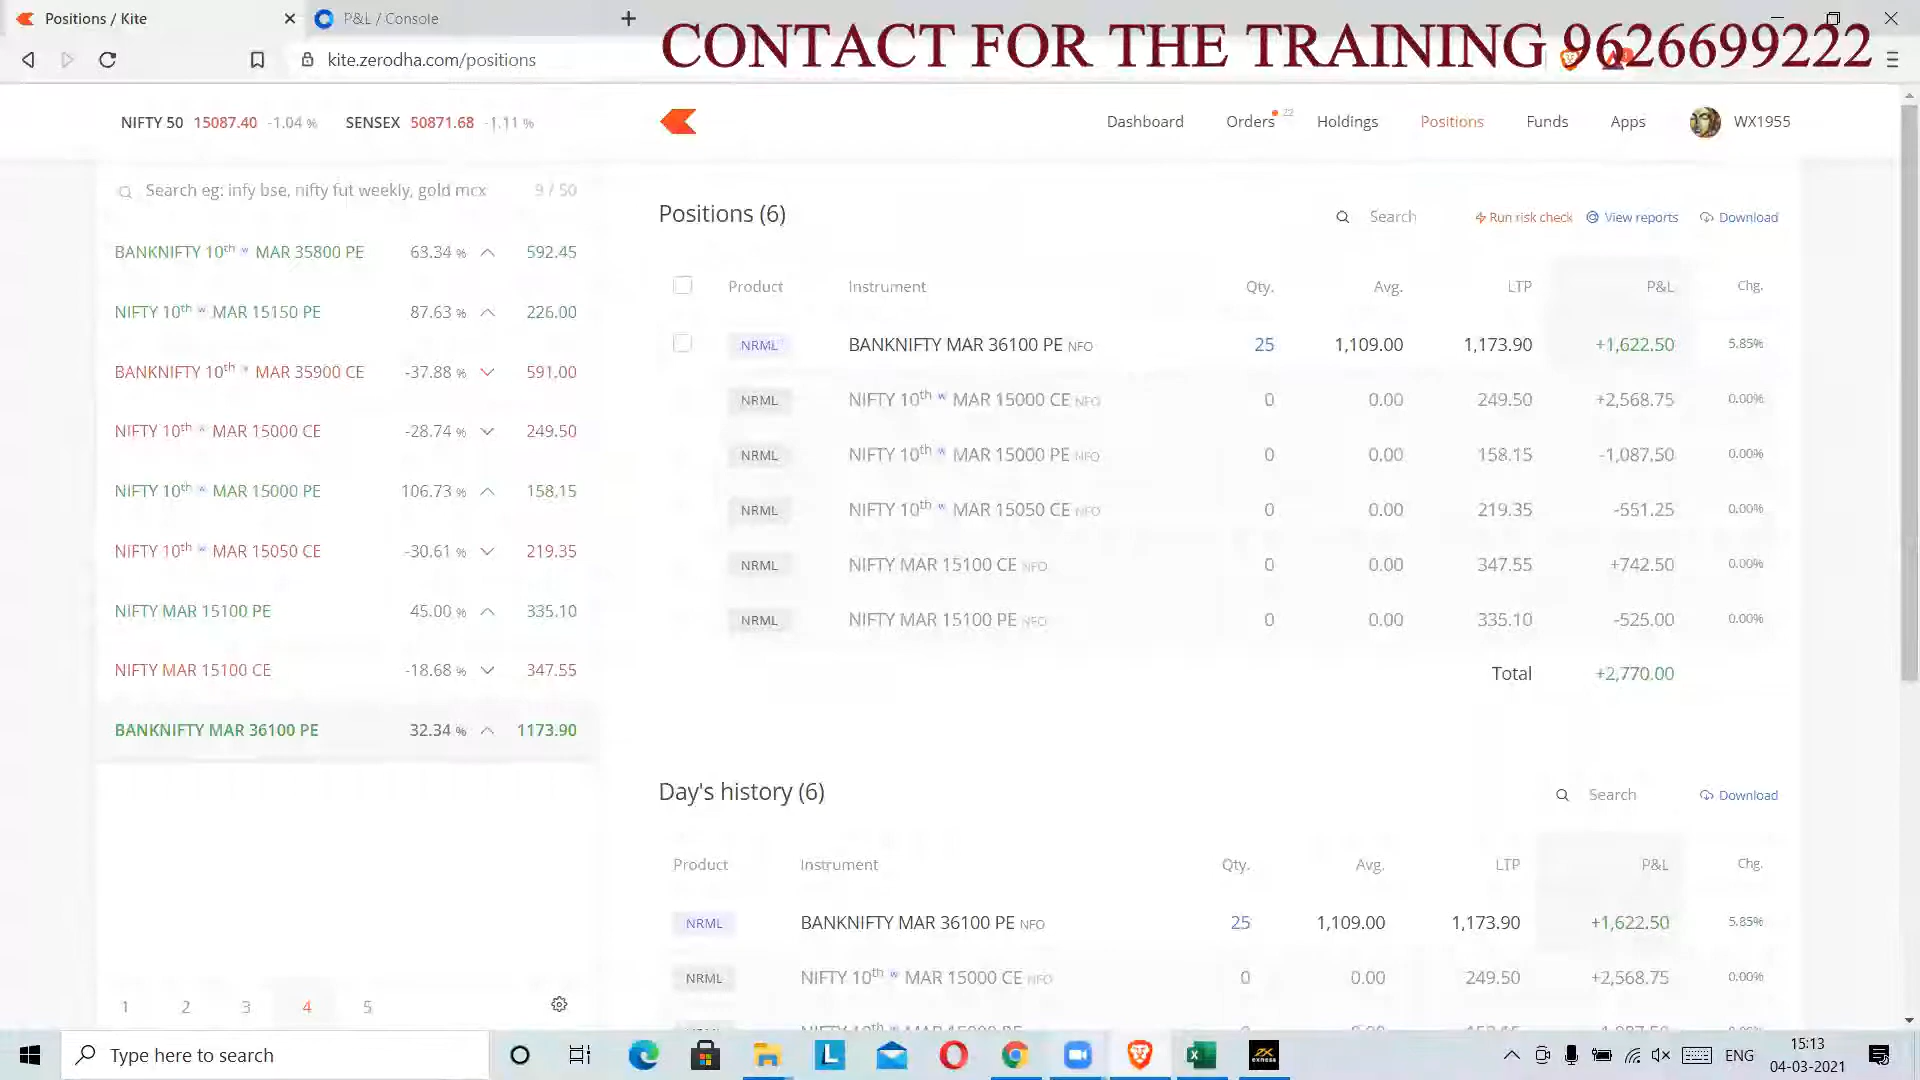 Positions / Kite
P&L / Console
CONTACT FOR THE TRAINING 9626699222
kite.zerodha.com/positions
NIFTY 50 15087.40 -1.04 % SENSEX 50871.68 -1.11 %
Dashboard Orders 22 Holdings Positions Funds Apps WX1955
Search eg: infy bse, nifty fut weekly, gold mcx 9 / 50
BANKNIFTY 10th w MAR 35800 PE 63.34 % 592.45
NIFTY 10th w MAR 15150 PE 87.63 % 226.00
BANKNIFTY 10th w MAR 35900 CE -37.88 % 591.00
NIFTY 10th w MAR 15000 CE -28.74 % 249.50
NIFTY 10th w MAR 15000 PE 106.73 % 158.15
NIFTY 10th w MAR 15050 CE -30.61 % 219.35
NIFTY MAR 15100 PE 45.00 % 335.10
NIFTY MAR 15100 CE -18.68 % 347.55
BANKNIFTY MAR 36100 PE 32.34 % 1173.90
1 2 3 4 5
Positions (6) Search Run risk check View reports Download
Product Instrument Qty. Avg. LTP P&L Chg.
NRML BANKNIFTY MAR 36100 PE NFO 25 1,109.00 1,173.90 +1,622.50 5.85%
NRML NIFTY 10th w MAR 15000 CE NFO 0 0.00 249.50 +2,568.75 0.00%
NRML NIFTY 10th w MAR 15000 PE NFO 0 0.00 158.15 -1,087.50 0.00%
NRML NIFTY 10th w MAR 15050 CE NFO 0 0.00 219.35 -551.25 0.00%
NRML NIFTY MAR 15100 CE NFO 0 0.00 347.55 +742.50 0.00%
NRML NIFTY MAR 15100 PE NFO 0 0.00 335.10 -525.00 0.00%
Total +2,770.00
Day's history (6) Search Download
Product Instrument Qty. Avg. LTP P&L Chg.
NRML BANKNIFTY MAR 36100 PE NFO 25 1,109.00 1,173.90 +1,622.50 5.85%
NRML NIFTY 10th w MAR 15000 CE NFO 0 0.00 249.50 +2,568.75 0.00%
Type here to search
L
EXNESS
ENG
15:13
04-03-2021